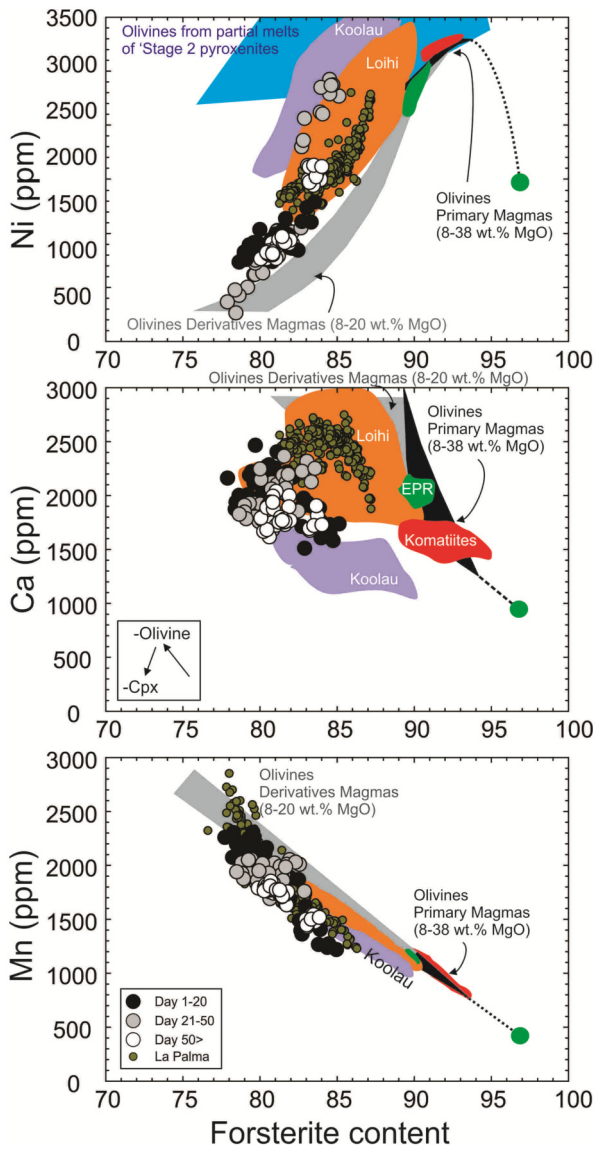 3500
3000
2500
2000
1500
1000
500
0
Ni (ppm)
Olivines from partial melts
of 'Stage 2 pyroxenites
Koolau
Loihi
Olivines
Primary Magmas
(8-38 wt.% MgO)
Olivines Derivatives Magmas (8-20 wt.% MgO)
70 75 80 85 90 95 100
Olivines Derivatives Magmas (8-20 wt.% MgO)
3000
2500
2000
1500
1000
500
0
Ca (ppm)
Loihi
Olivines
Primary Magmas
(8-38 wt.% MgO)
EPR
Komatiites
Koolau
-Olivine
-Cpx
70 75 80 85 90 95 100
3000
2500
2000
1500
1000
500
0
Mn (ppm)
Olivines
Derivatives Magmas
(8-20 wt.% MgO)
Olivines
Primary Magmas
(8-38 wt.% MgO)
Koolau
Day 1-20
Day 21-50
Day 50>
La Palma
70 75 80 85 90 95 100
Forsterite content